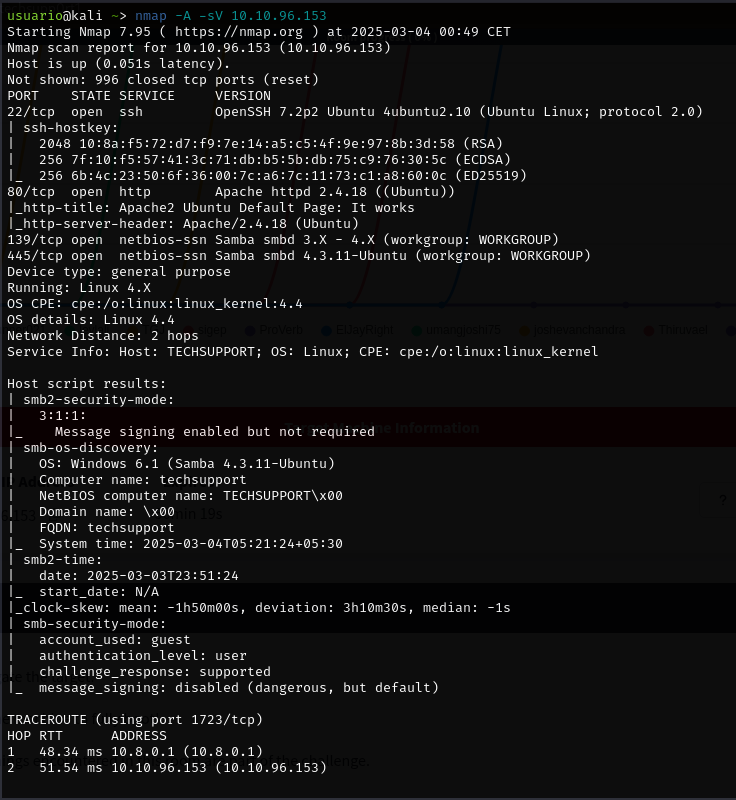 usuario@kali ~> nmap -A -sV 10.10.96.153
Starting Nmap 7.95 ( https://nmap.org ) at 2025-03-04 00:49 CET
Nmap scan report for 10.10.96.153 (10.10.96.153)
Host is up (0.051s latency).
Not shown: 996 closed tcp ports (reset)
PORT    STATE SERVICE     VERSION
22/tcp  open  ssh         OpenSSH 7.2p2 Ubuntu 4ubuntu2.10 (Ubuntu Linux; protocol 2.0)
| ssh-hostkey:
|   2048 10:8a:f5:72:d7:f9:7e:14:a5:c5:4f:9e:97:8b:3d:58 (RSA)
|   256 7f:10:f5:57:41:3c:71:db:b5:5b:db:75:c9:76:30:5c (ECDSA)
|_  256 6b:4c:23:50:6f:36:00:7c:a6:7c:11:73:c1:a8:60:0c (ED25519)
80/tcp  open  http        Apache httpd 2.4.18 ((Ubuntu))
|_http-title: Apache2 Ubuntu Default Page: It works
|_http-server-header: Apache/2.4.18 (Ubuntu)
139/tcp open  netbios-ssn Samba smbd 3.X - 4.X (workgroup: WORKGROUP)
445/tcp open  netbios-ssn Samba smbd 4.3.11-Ubuntu (workgroup: WORKGROUP)
Device type: general purpose
Running: Linux 4.X
OS CPE: cpe:/o:linux:linux_kernel:4.4
OS details: Linux 4.4
Network Distance: 2 hops
Service Info: Host: TECHSUPPORT; OS: Linux; CPE: cpe:/o:linux:linux_kernel
Host script results:
| smb2-security-mode:
|   3:1:1:
|_    Message signing enabled but not required
| smb-os-discovery:
|   OS: Windows 6.1 (Samba 4.3.11-Ubuntu)
|   Computer name: techsupport
|   NetBIOS computer name: TECHSUPPORT\x00
|   Domain name: \x00
|   FQDN: techsupport
|_  System time: 2025-03-04T05:21:24+05:30
| smb2-time:
|   date: 2025-03-03T23:51:24
|_  start_date: N/A
|_clock-skew: mean: -1h50m00s, deviation: 3h10m30s, median: -1s
| smb-security-mode:
|   account_used: guest
|   authentication_level: user
|   challenge_response: supported
|_  message_signing: disabled (dangerous, but default)
TRACEROUTE (using port 1723/tcp)
HOP RTT      ADDRESS
1   48.34 ms 10.8.0.1 (10.8.0.1)
2   51.54 ms 10.10.96.153 (10.10.96.153)